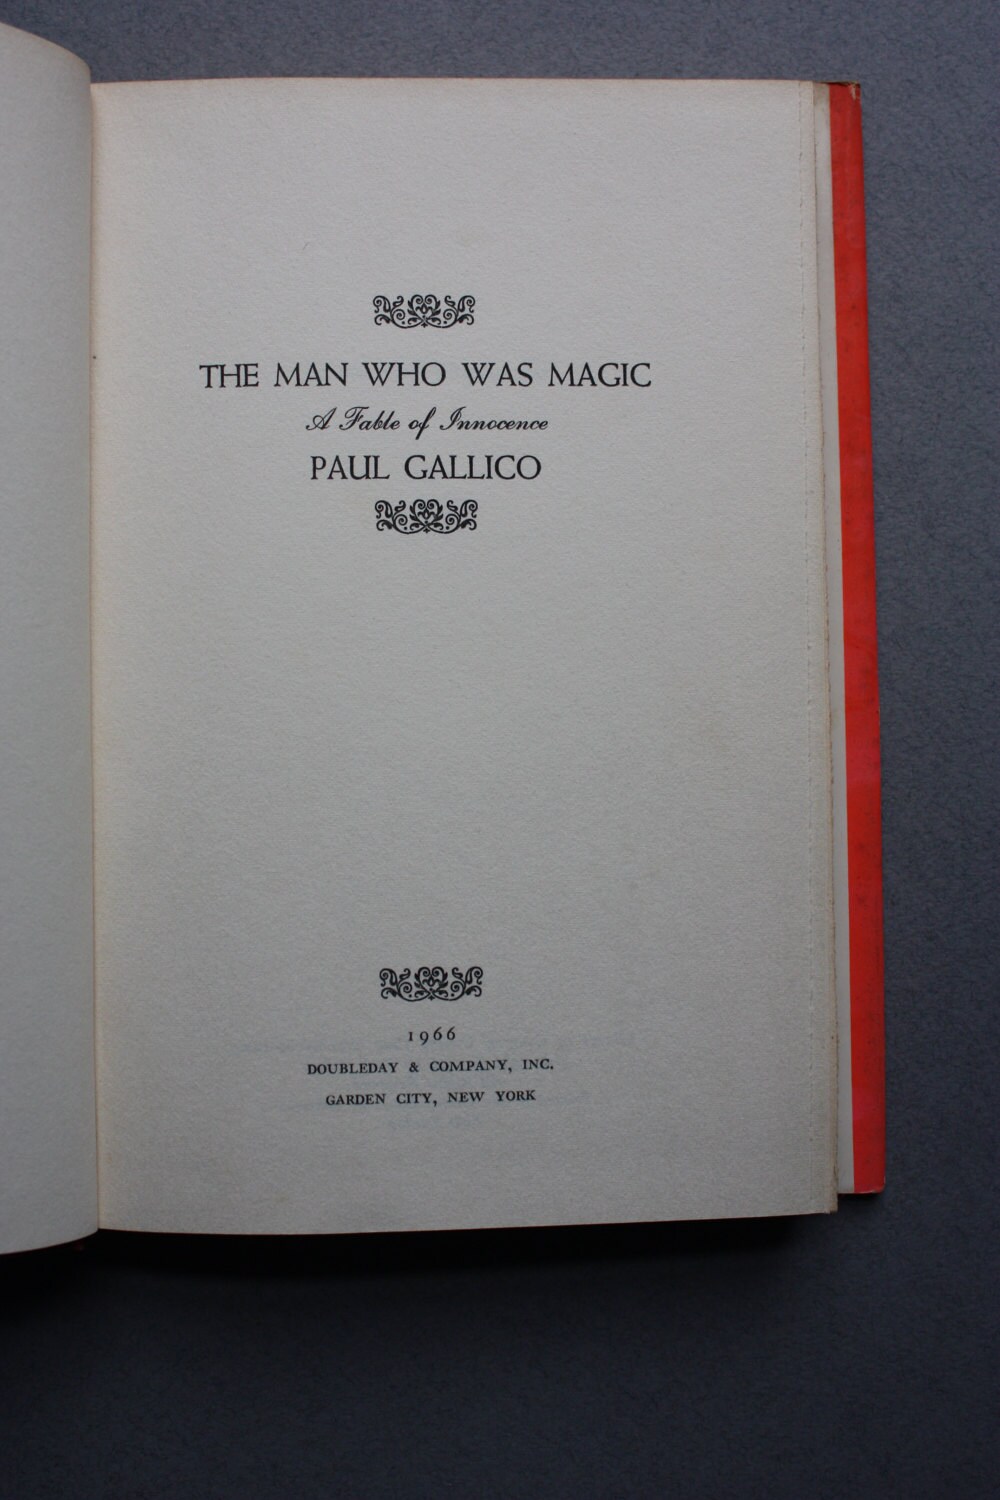 THE MAN WHO WAS MAGIC
A Fable of Innocence
PAUL GALLICO
1966
DOUBLEDAY & COMPANY, INC.
GARDEN CITY, NEW YORK